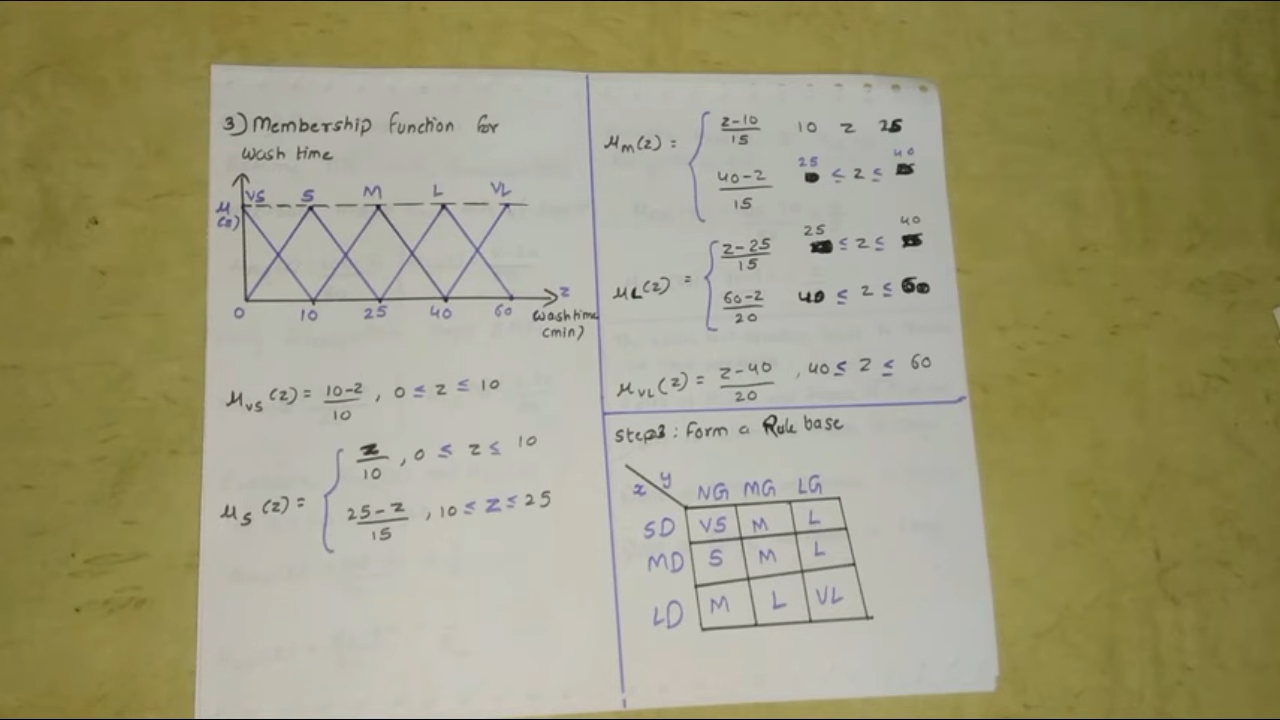 3) Membership Function for
wash time
VS S M L VL
μ
(z)
z
0 10 25 40 60 washtime
(min)
μVS(z) = 10-z/10 , 0 ≤ z ≤ 10
μS(z) =
z/10 , 0 ≤ z ≤ 10
25-z/15 , 10 ≤ z ≤ 25
μm(z) =
z-10/15 10 z 25
40-z/15 25 ≤ z ≤ 40
μL(z) =
z-25/15 25 ≤ z ≤ 40
60-z/20 40 ≤ z ≤ 60
μVL(z) = z-40/20 , 40 ≤ z ≤ 60
Step3: Form a Rule base
x y NG MG LG
SD VS M L
MD S M L
LD M L VL